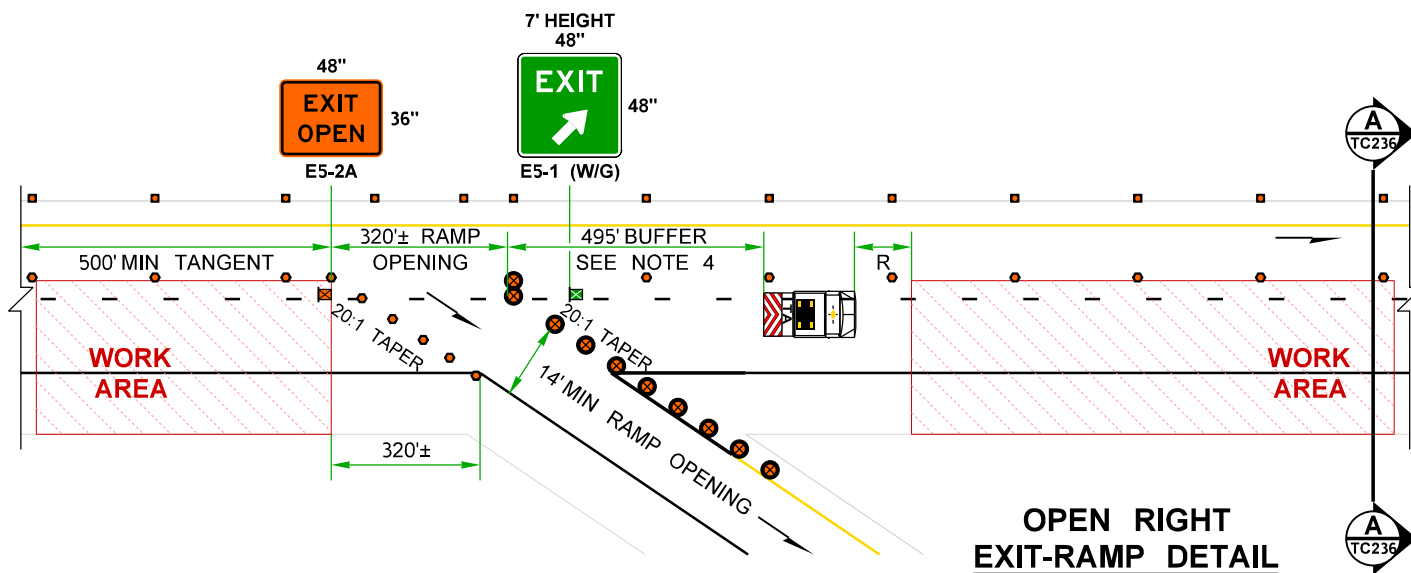 7' HEIGHT
48"
48"
EXIT
OPEN
36"
EXIT
48"
E5-2A
E5-1 (W/G)
A
TC236
500' MIN TANGENT
320'± RAMP
OPENING
495' BUFFER
SEE NOTE 4
R
20:1 TAPER
20:1 TAPER
WORK
AREA
WORK
AREA
14' MIN RAMP OPENING
320'±
OPEN RIGHT
EXIT-RAMP DETAIL
A
TC236